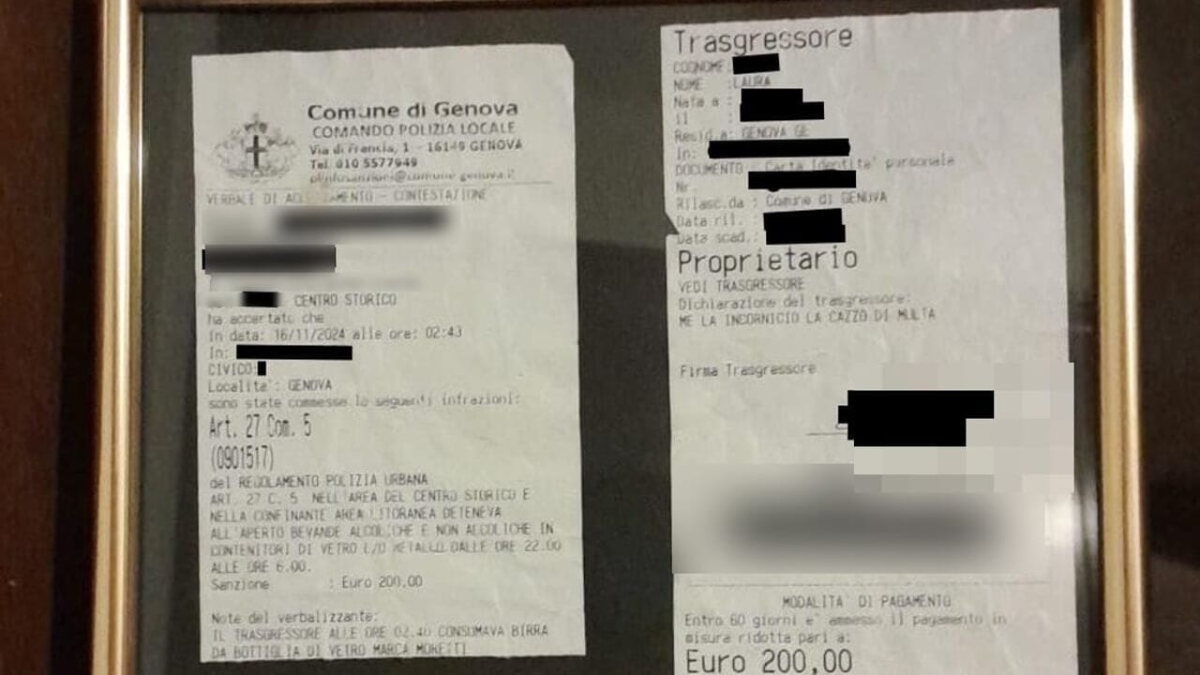 Comune di Genova
COMANDO POLIZIA LOCALE
Via di Francia, 1 - 16149 GENOVA
Tel. 010 5577949
VERBALE DI - CONTESTAZIONE
CENTRO STORICO
ha accertato che
in data: 16/11/2024 alle ore: 02:43
In:
CIVICO:
Localita': GENOVA
sono state commesse le seguenti infrazioni:
Art. 27 Com. 5
(0901517)
del REGOLAMENTO POLIZIA URBANA
ART. 27 C. 5 NELL'AREA DEL CENTRO STORICO E
NELLA CONFINANTE AREA LITORANEA DETENEVA
ALL'APERTO BEVANDE ALCOLICHE E NON ALCOLICHE IN
CONTENITORI DI VETRO E/O METALLO DALLE ORE 22.00
ALLE ORE 6.00.
Sanzione : Euro 200,00
Note del verbalizzante:
IL TRASGRESSORE ALLE ORE 02.40 CONSUMAVA BIRRA
DA BOTTIGLIA DI VETRO MARCA MORETTI
Trasgressore
COGNOME:
NOME :LAURA
Nata a :
il :
Resid.a: GENOVA GE
In:
DOCUMENTO : Carta Identita' personale
Nr.
Rilasc.da : Comune di GENOVA
Data ril. :
Data scad.:
Proprietario
VEDI TRASGRESSORE
Dichiarazione del trasgressore:
ME LA INCORNICIO LA CAZZO DI MULTA
Firma Trasgressore
MODALITA' DI PAGAMENTO
Entro 60 giorni e' ammesso il pagamento in
misura ridotta pari a:
Euro 200,00